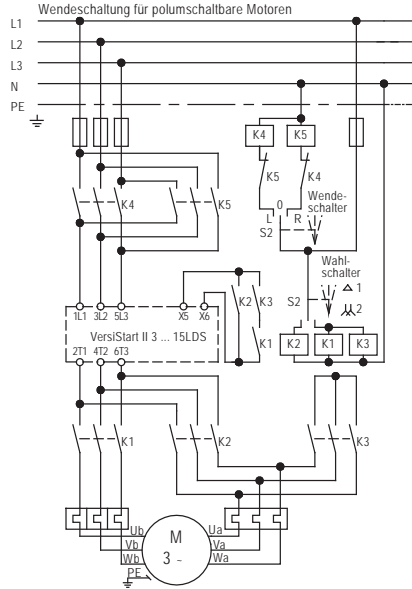 Wendeschaltung für polumschaltbare Motoren
L1
L2
L3
N
PE
K4 K5
K5 K4
0
L R
S2
Wende-
schalter
K4 K5
Wahl-
schalter
1
S2
2
1L1 3L2 5L3 X5 X6
K2 K3
K1
VersiStart II 3 ... 15LDS
K2 K1 K3
2T1 4T2 6T3
K1 K2 K3
Ub Ua
Vb M Va
Wb 3 ~ Wa
PE